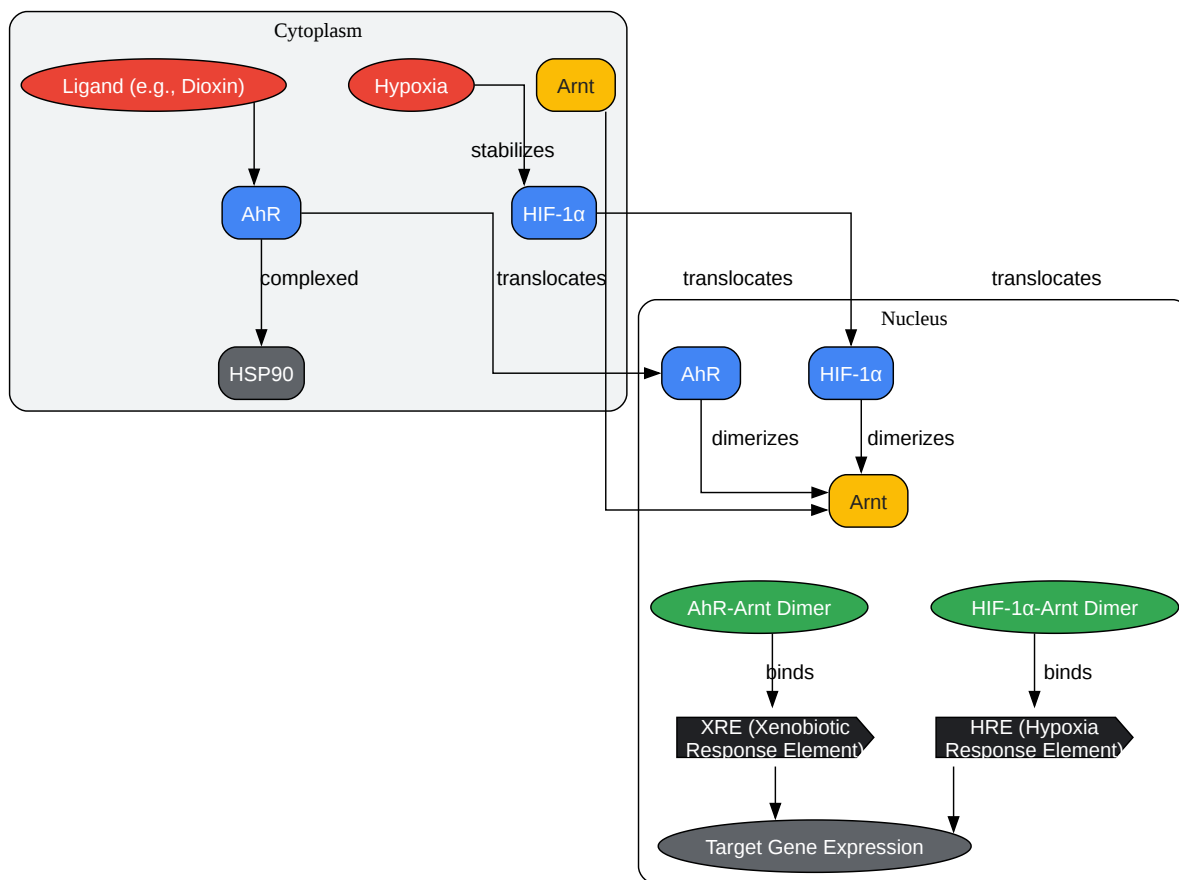 Cytoplasm
Ligand (e.g., Dioxin)
Hypoxia
Arnt
stabilizes
AhR
HIF-1α
complexed
translocates
translocates
translocates
Nucleus
HSP90
AhR
HIF-1α
dimerizes
dimerizes
Arnt
AhR-Arnt Dimer
HIF-1α-Arnt Dimer
binds
binds
XRE (Xenobiotic
Response Element)
HRE (Hypoxia
Response Element)
Target Gene Expression